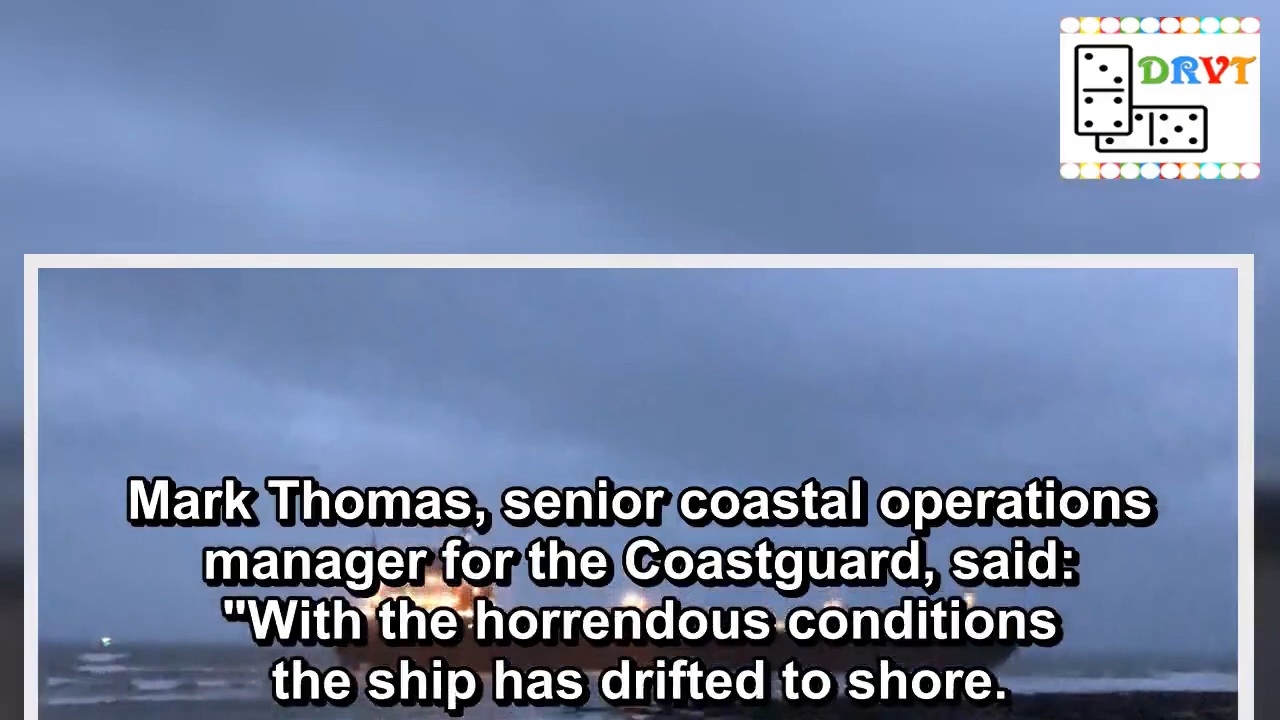 DRVT
Mark Thomas, senior coastal operations
manager for the Coastguard, said:
"With the horrendous conditions
the ship has drifted to shore.